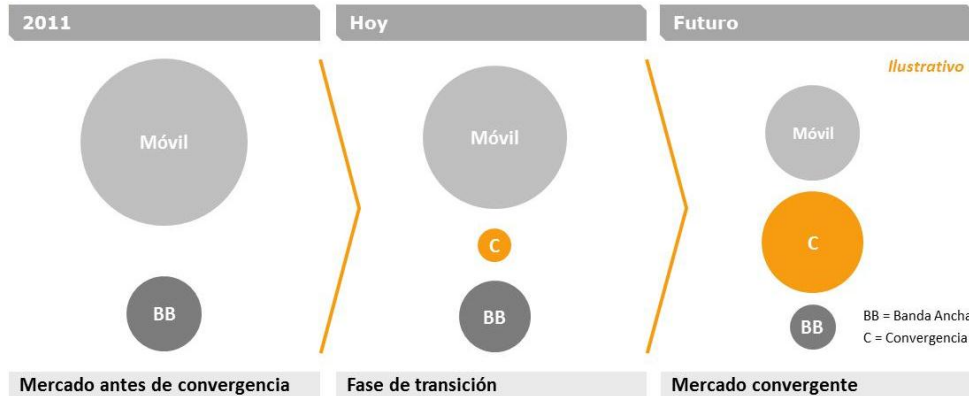 2011
Hoy
Futuro
Ilustrativo
Móvil
Móvil
Móvil
C
C
BB
BB
BB
BB = Banda Ancha
C = Convergencia
Mercado antes de convergencia
Fase de transición
Mercado convergente